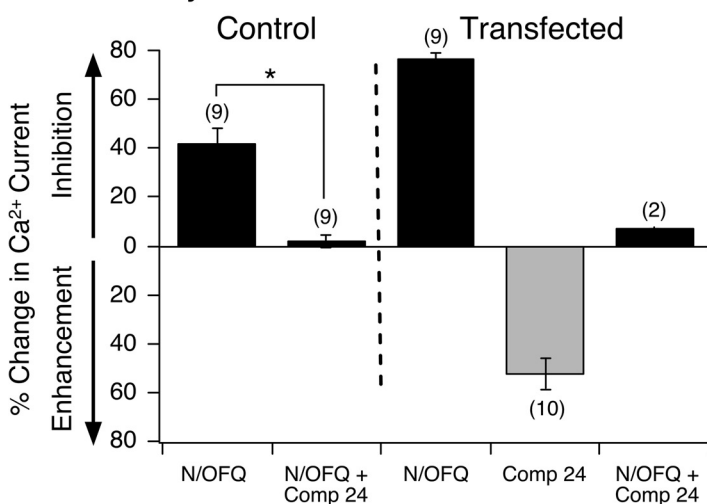 Control
Transfected
% Change in Ca²⁺ Current
Inhibition
Enhancement
80
60
40
20
0
20
40
60
80
(9)
*
(9)
(9)
(10)
(2)
N/OFQ
N/OFQ +
Comp 24
N/OFQ
Comp 24
N/OFQ +
Comp 24